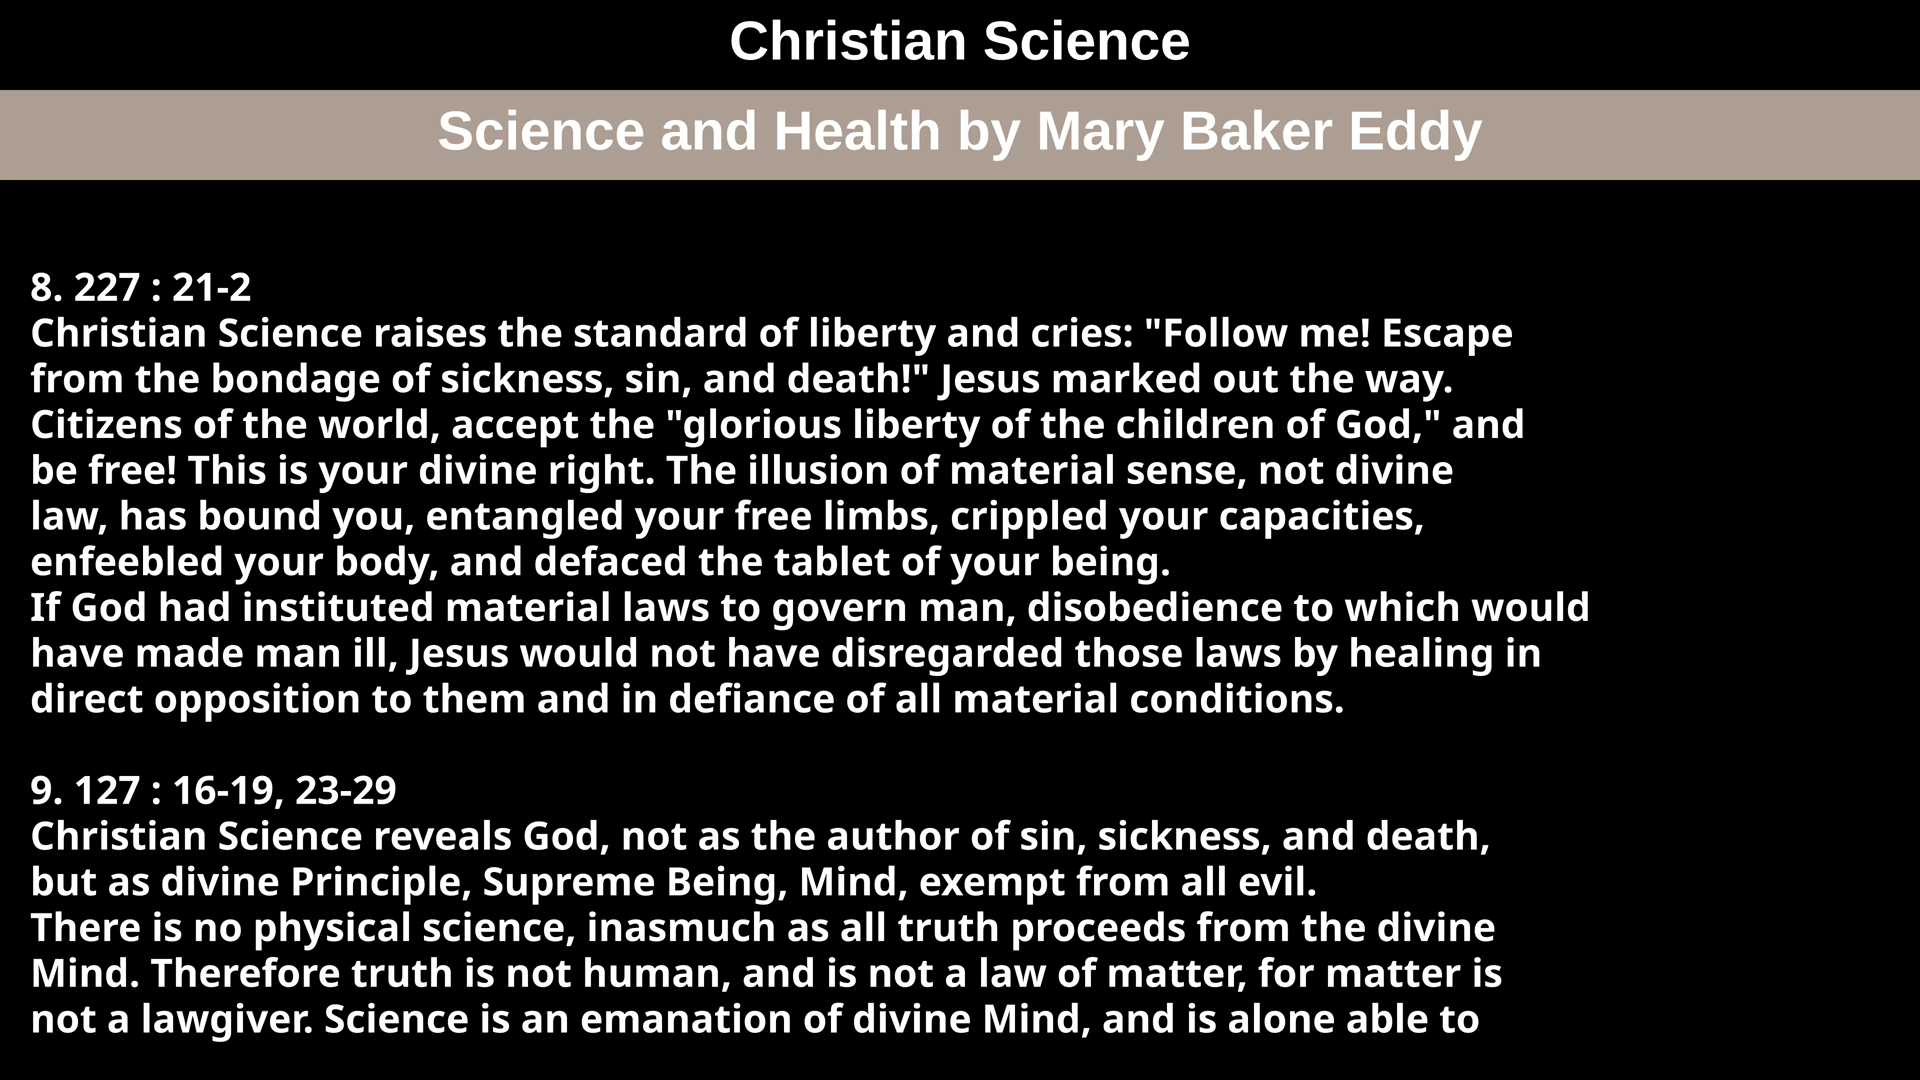 Christian Science
Science and Health by Mary Baker Eddy
8. 227 : 21-2
Christian Science raises the standard of liberty and cries: "Follow me! Escape
from the bondage of sickness, sin, and death!" Jesus marked out the way.
Citizens of the world, accept the "glorious liberty of the children of God," and
be free! This is your divine right. The illusion of material sense, not divine
law, has bound you, entangled your free limbs, crippled your capacities,
enfeebled your body, and defaced the tablet of your being.
If God had instituted material laws to govern man, disobedience to which would
have made man ill, Jesus would not have disregarded those laws by healing in
direct opposition to them and in defiance of all material conditions.
9. 127 : 16-19, 23-29
Christian Science reveals God, not as the author of sin, sickness, and death,
but as divine Principle, Supreme Being, Mind, exempt from all evil.
There is no physical science, inasmuch as all truth proceeds from the divine
Mind. Therefore truth is not human, and is not a law of matter, for matter is
not a lawgiver. Science is an emanation of divine Mind, and is alone able to